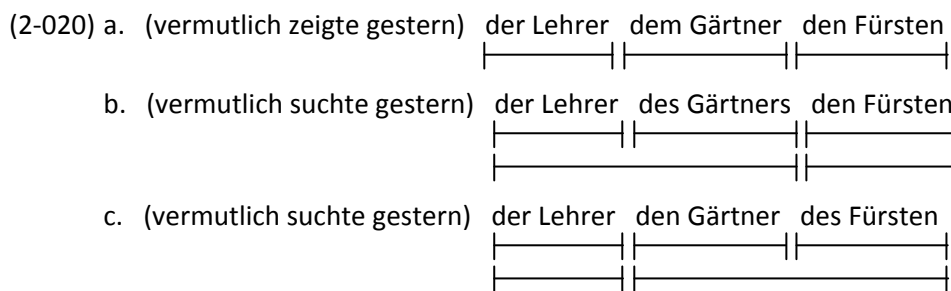 (2-020) a. (vermutlich zeigte gestern) der Lehrer dem Gärtner den Fürsten
b. (vermutlich suchte gestern) der Lehrer des Gärtners den Fürsten
c. (vermutlich suchte gestern) der Lehrer den Gärtner des Fürsten